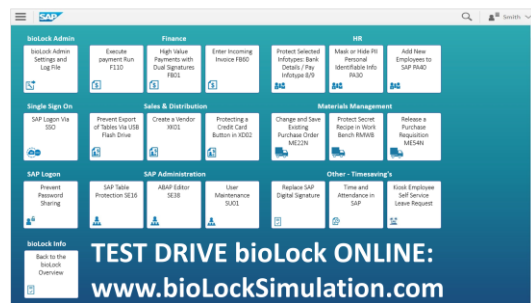 SAP
Smith
bioLock Admin
Finance
HR
bioLock Admin
Settings and
Log File
Execute
payment Run
F110
High Value
Payments with
Dual Signatures
FB01
Enter Incoming
Invoice FB60
Protect Selected
Infotypes: Bank
Details / Pay
Infotype 8/9
Mask or Hide PII
Personal
Identifiable Info
PA30
Add New
Employees to
SAP PA40
Single Sign On
Sales & Distribution
Materials Management
SAP Logon Via
SSO
Prevent Export
of Tables Via USB
Flash Drive
Create a Vendor
XK01
Protecting a
Credit Card
Button in XD02
Change and Save
Existing
Purchase Order
ME22N
Protect Secret
Recipe in Work
Bench RMWB
Release a
Purchase
Requisition
ME54N
SAP Logon
SAP Administration
Other - Timesaving's
Prevent
Password
Sharing
SAP Table
Protection SE16
ABAP Editor
SE38
User
Maintenance
SU01
Replace SAP
Digital Signature
Time and
Attendance in
SAP
Kiosk Employee
Self Service
Leave Request
bioLock Info
Back to the
bioLock
Overview
TEST DRIVE bioLock ONLINE:
www.bioLockSimulation.com